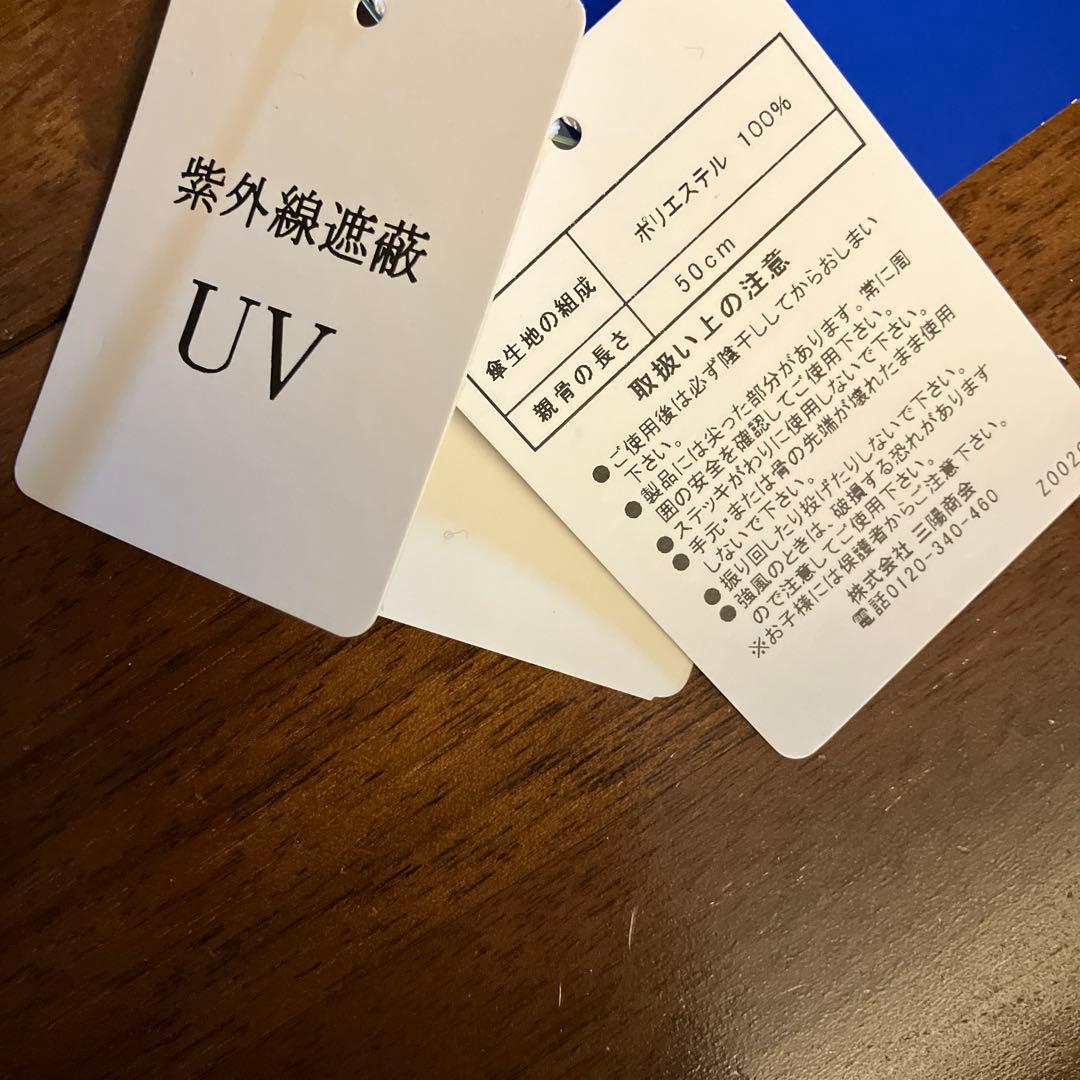 紫外線遮蔽
UV
傘生地の組成 ポリエステル 100%
親骨の長さ 50cm
取扱い上の注意
●ご使用後は必ず陰干ししてからおしまい
下さい。
●製品には尖った部分があります。常に周
囲の安全を確認してご使用下さい。
●ステッキがわりに使用しないで下さい。
●手元・または骨の先端が壊れたまま使用
しないで下さい。
●振り回したり投げたりしないで下さい。
●強風のときは、破損する恐れがあります
ので注意してご使用下さい。
※お子様には保護者からご注意下さい。
株式会社 三陽商会
電話0120-340-460